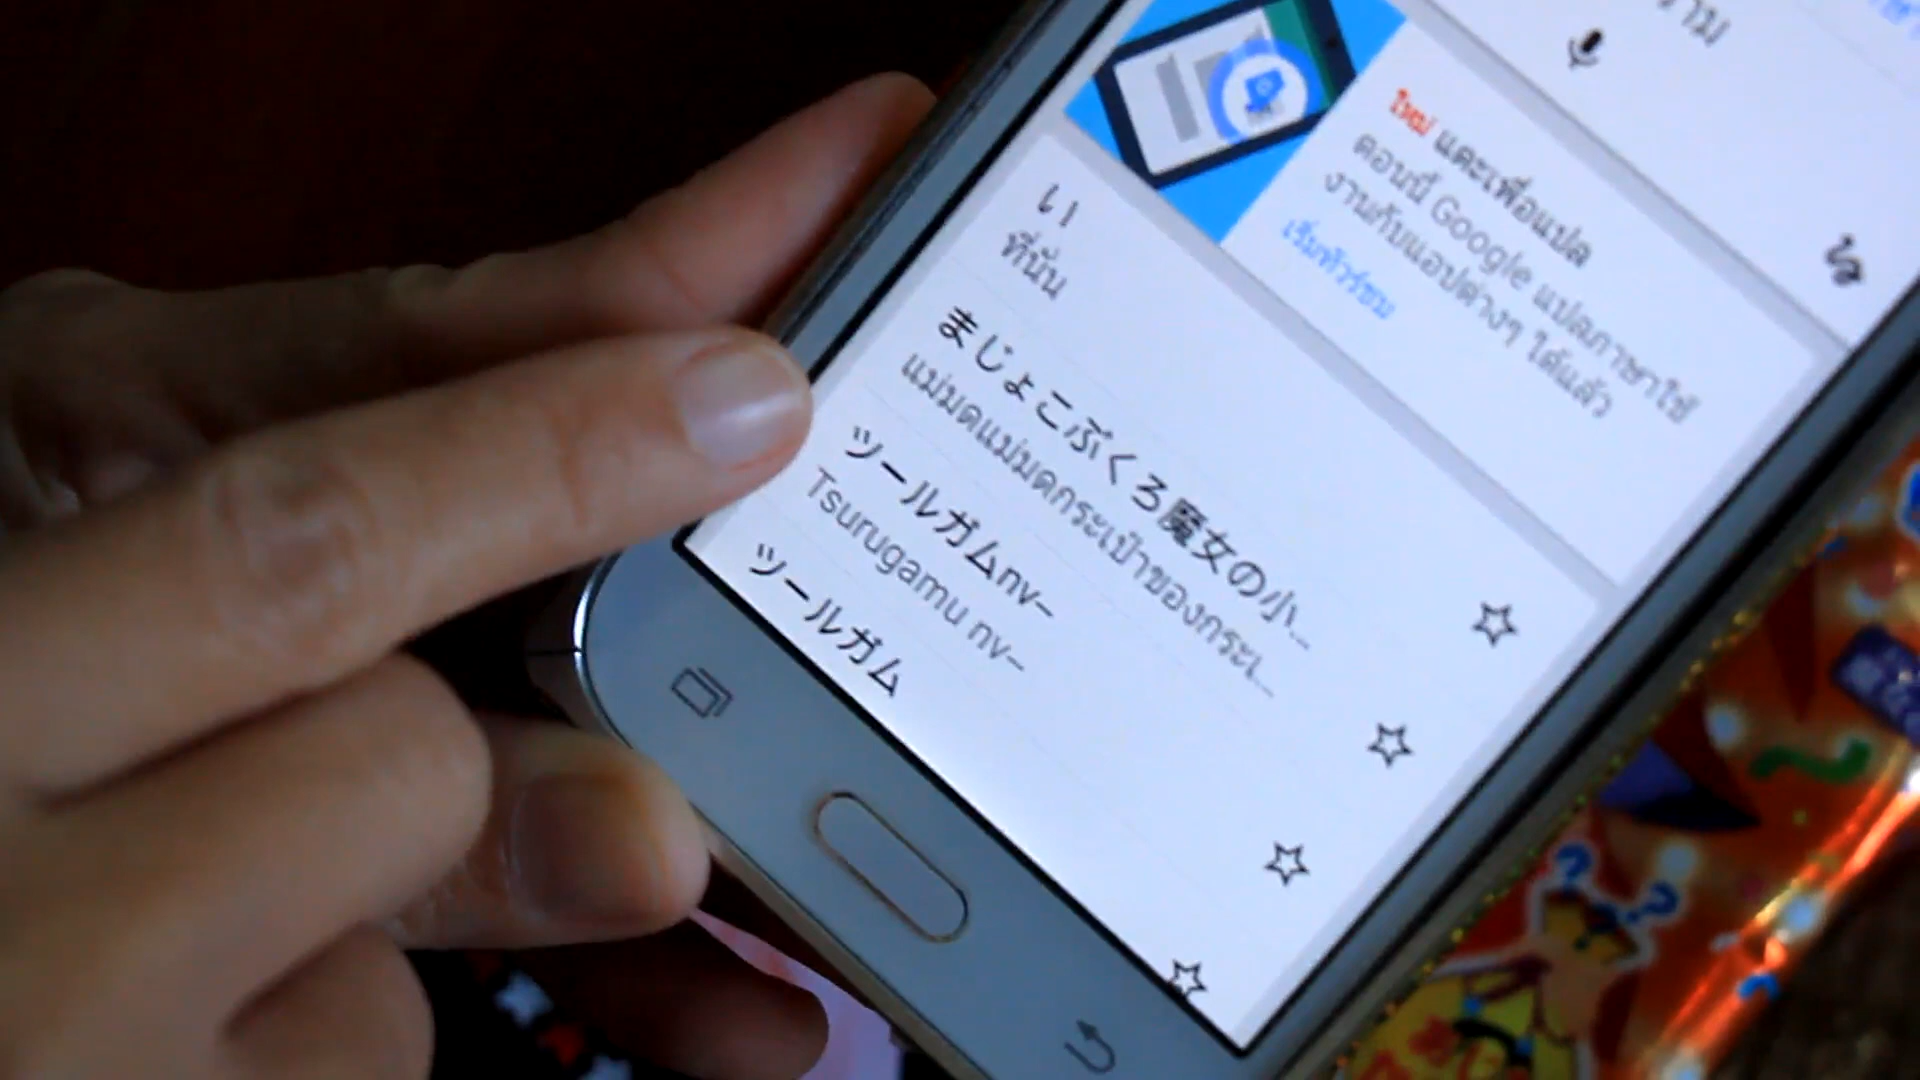 ใหม่ แตะเพื่อแปล
ตอนนี้ Google แปลภาษาใช้
งานกับแอปต่างๆ ได้แล้ว
เริ่มทัวร์ชม
い
ที่นั่น
まじょこぶくろ魔女の小...
แม่มดแม่มดกระเป๋าของกระเ...
ツールガムnv–
Tsurugamu nv–
ツールガム